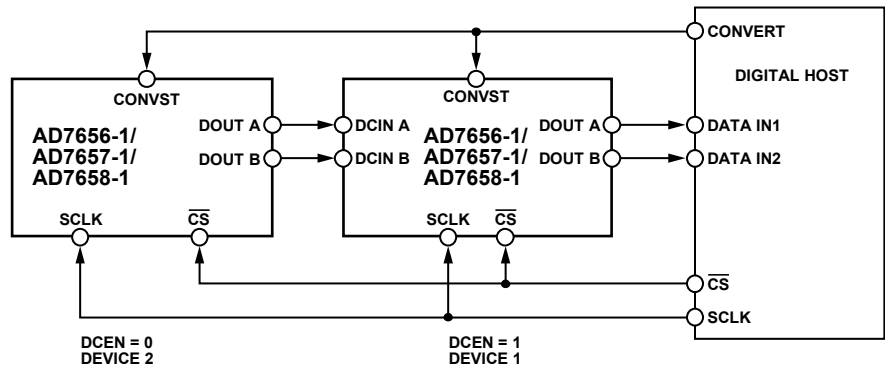 CONVERT
DIGITAL HOST
CONVST
CONVST
AD7656-1/
AD7657-1/
AD7658-1
DOUT A
DOUT B
DCIN A
DCIN B
AD7656-1/
AD7657-1/
AD7658-1
DOUT A
DOUT B
DATA IN1
DATA IN2
SCLK
CS
SCLK
CS
CS
SCLK
DCEN = 0
DEVICE 2
DCEN = 1
DEVICE 1